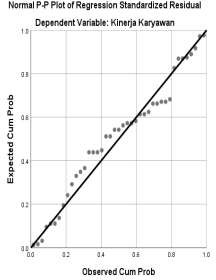 Normal P-P Plot of Regression Standardized Residual
Dependent Variable: Kinerja Karyawan
Expected Cum Prob
1.0
0.8
0.6
0.4
0.2
0.0
0.0 0.2 0.4 0.6 0.8 1.0
Observed Cum Prob